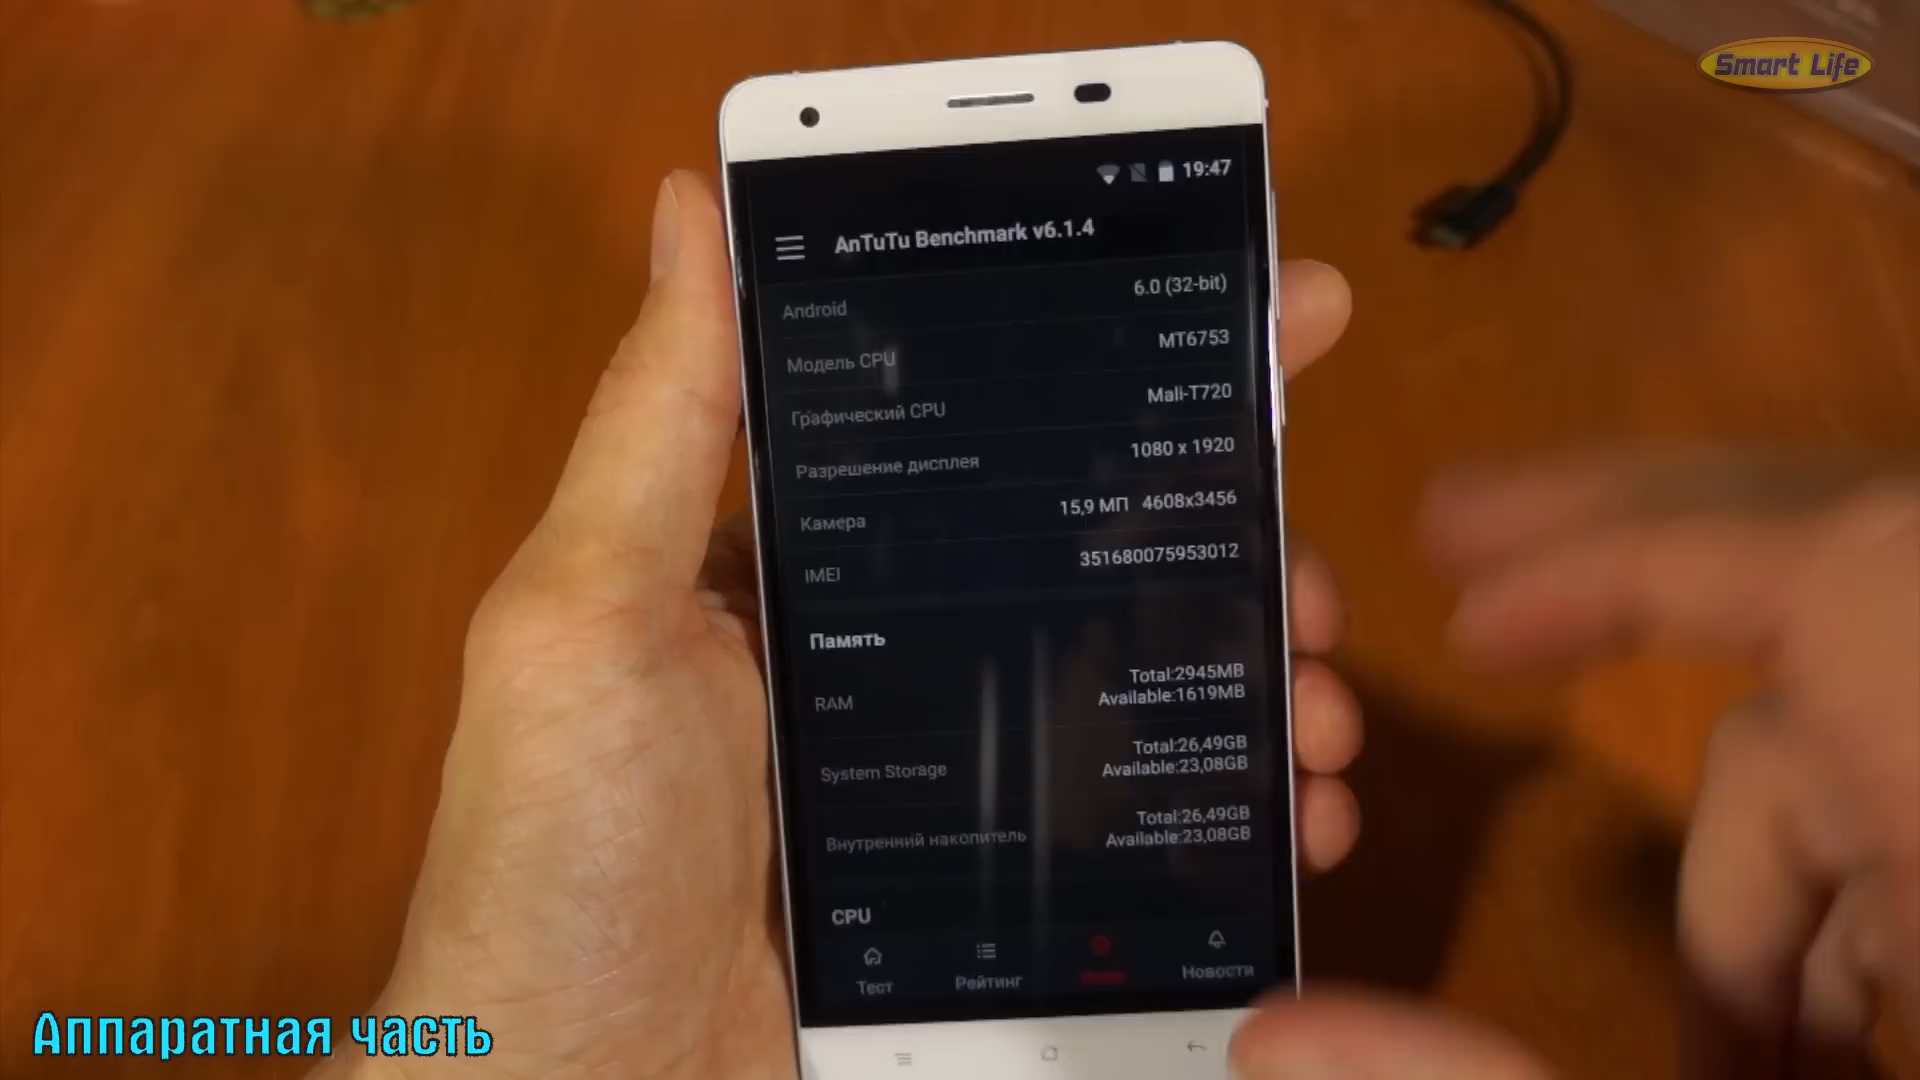 Smart Life
19:47
AnTuTu Benchmark v6.1.4
Android 6.0 (32-bit)
Модель CPU MT6753
Графический CPU Mali-T720
Разрешение дисплея 1080 x 1920
Камера 15,9 МП 4608x3456
IMEI 351680075953012
Память
RAM Total:2945MB
Available:1619MB
System Storage Total:26,49GB
Available:23,08GB
Внутренний накопитель Total:26,49GB
Available:23,08GB
CPU
Тест Рейтинг Новости
Аппаратная часть